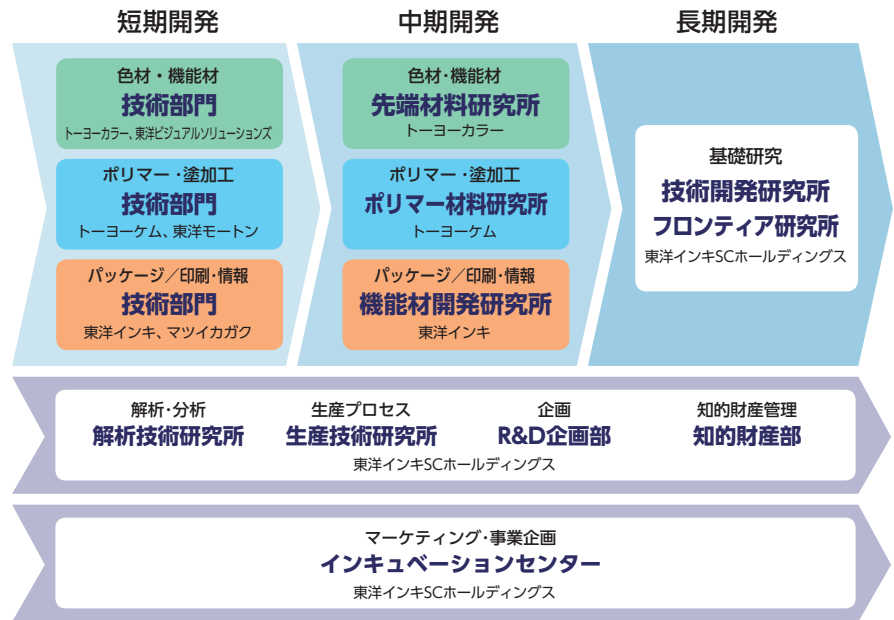 短期開発
中期開発
長期開発
色材・機能材
技術部門
トーヨーカラー、東洋ビジュアルソリューションズ
ポリマー・塗加工
技術部門
トーヨーケム、東洋モートン
パッケージ／印刷・情報
技術部門
東洋インキ、マツイカガク
色材・機能材
先端材料研究所
トーヨーカラー
ポリマー・塗加工
ポリマー材料研究所
トーヨーケム
パッケージ／印刷・情報
機能材開発研究所
東洋インキ
基礎研究
技術開発研究所
フロンティア研究所
東洋インキSCホールディングス
解析・分析
解析技術研究所
生産プロセス
生産技術研究所
企画
R&D企画部
知的財産管理
知的財産部
東洋インキSCホールディングス
マーケティング・事業企画
インキュベーションセンター
東洋インキSCホールディングス